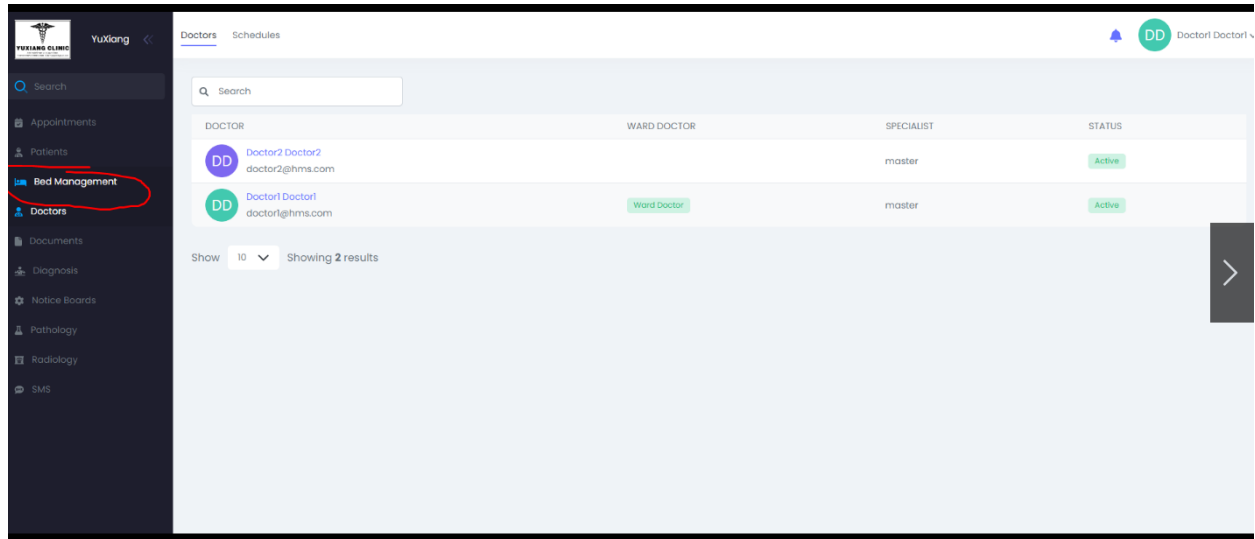 YUXIANG CLINIC
YuXiang
Search
Appointments
Patients
Bed Management
Doctors
Documents
Diagnosis
Notice Boards
Pathology
Radiology
SMS
Doctors Schedules
DD Doctor1 Doctor1
Search
DOCTOR WARD DOCTOR SPECIALIST STATUS
DD Doctor2 Doctor2
doctor2@hms.com master Active
DD Doctor1 Doctor1
doctor1@hms.com Ward Doctor master Active
Show 10 Showing 2 results